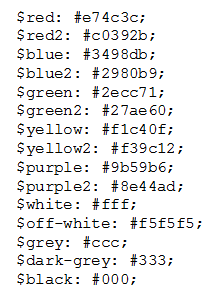 $red: #e74c3c;
$red2: #c0392b;
$blue: #3498db;
$blue2: #2980b9;
$green: #2ecc71;
$green2: #27ae60;
$yellow: #f1c40f;
$yellow2: #f39c12;
$purple: #9b59b6;
$purple2: #8e44ad;
$white: #fff;
$off-white: #f5f5f5;
$grey: #ccc;
$dark-grey: #333;
$black: #000;